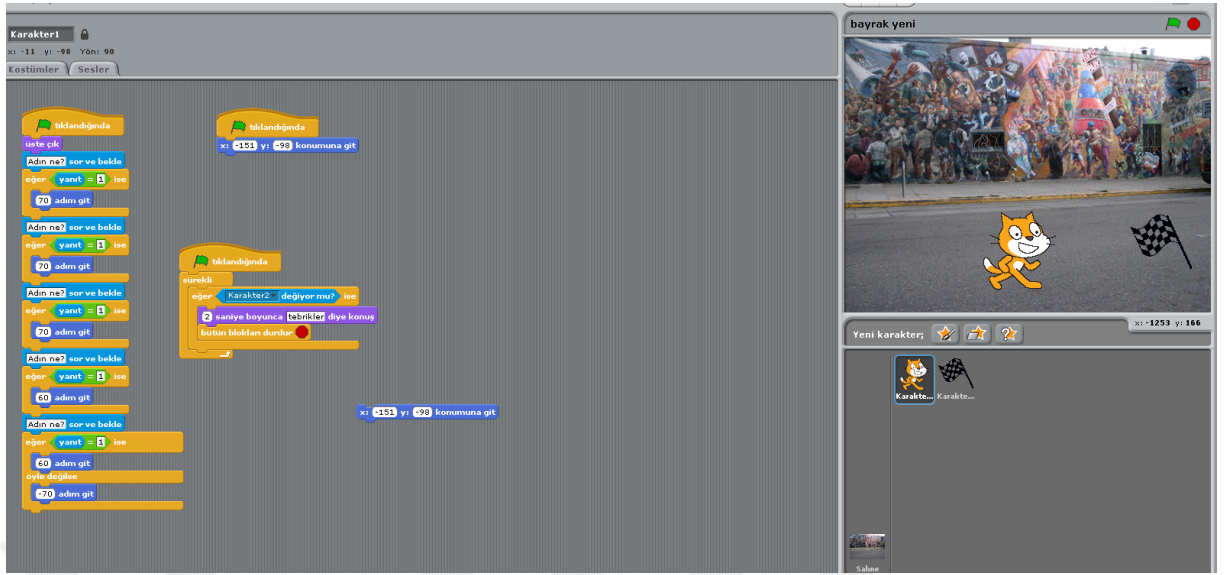 Karakter1
x: -11 y: -98 Yön: 90
Kostümler Sesler
tıklandığında
üste çık
Adın ne? sor ve bekle
eğer yanıt = 1 ise
70 adım git
Adın ne? sor ve bekle
eğer yanıt = 1 ise
70 adım git
Adın ne? sor ve bekle
eğer yanıt = 1 ise
70 adım git
Adın ne? sor ve bekle
eğer yanıt = 1 ise
60 adım git
Adın ne? sor ve bekle
eğer yanıt = 1 ise
60 adım git
öyle değilse
-70 adım git
tıklandığında
x: -151 y: -98 konumuna git
tıklandığında
sürekli
eğer Karakter2 değiyor mu? ise
2 saniye boyunca tebrikler diye konuş
bütün blokları durdur
x: -151 y: -98 konumuna git
bayrak yeni
x: -1253 y: 166
Yeni karakter;
Karakte... Karakte...
Sahne